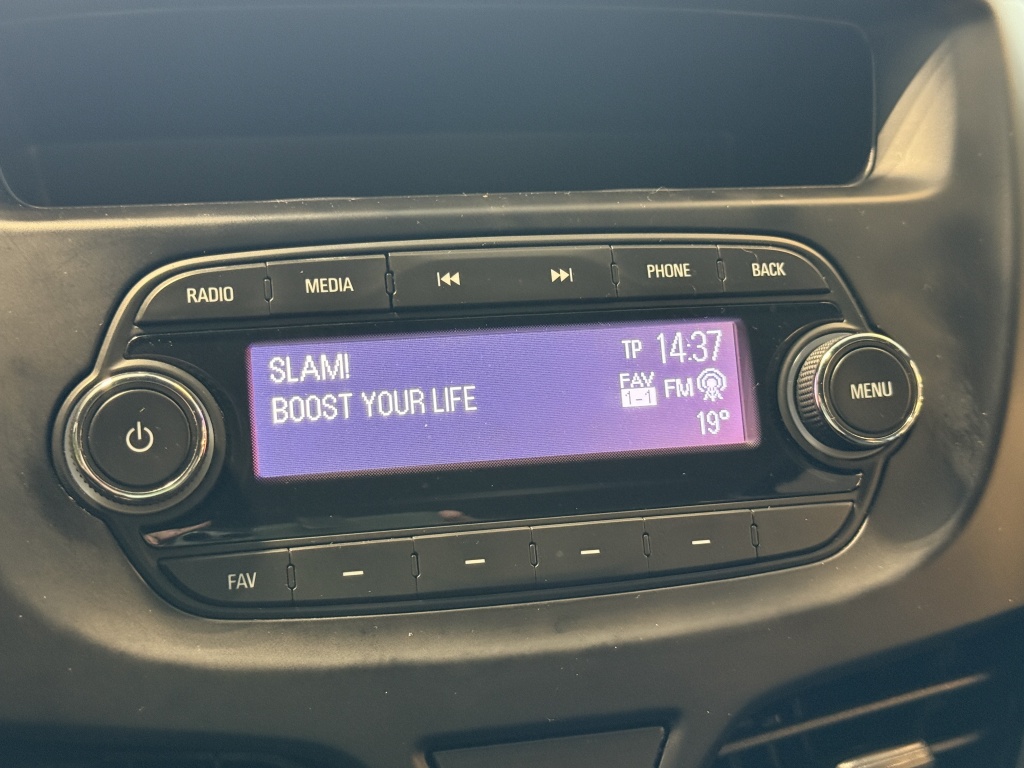 RADIO MEDIA PHONE BACK
SLAM!
BOOST YOUR LIFE
TP 14:37
FAV 1-1 FM
19°
MENU
FAV